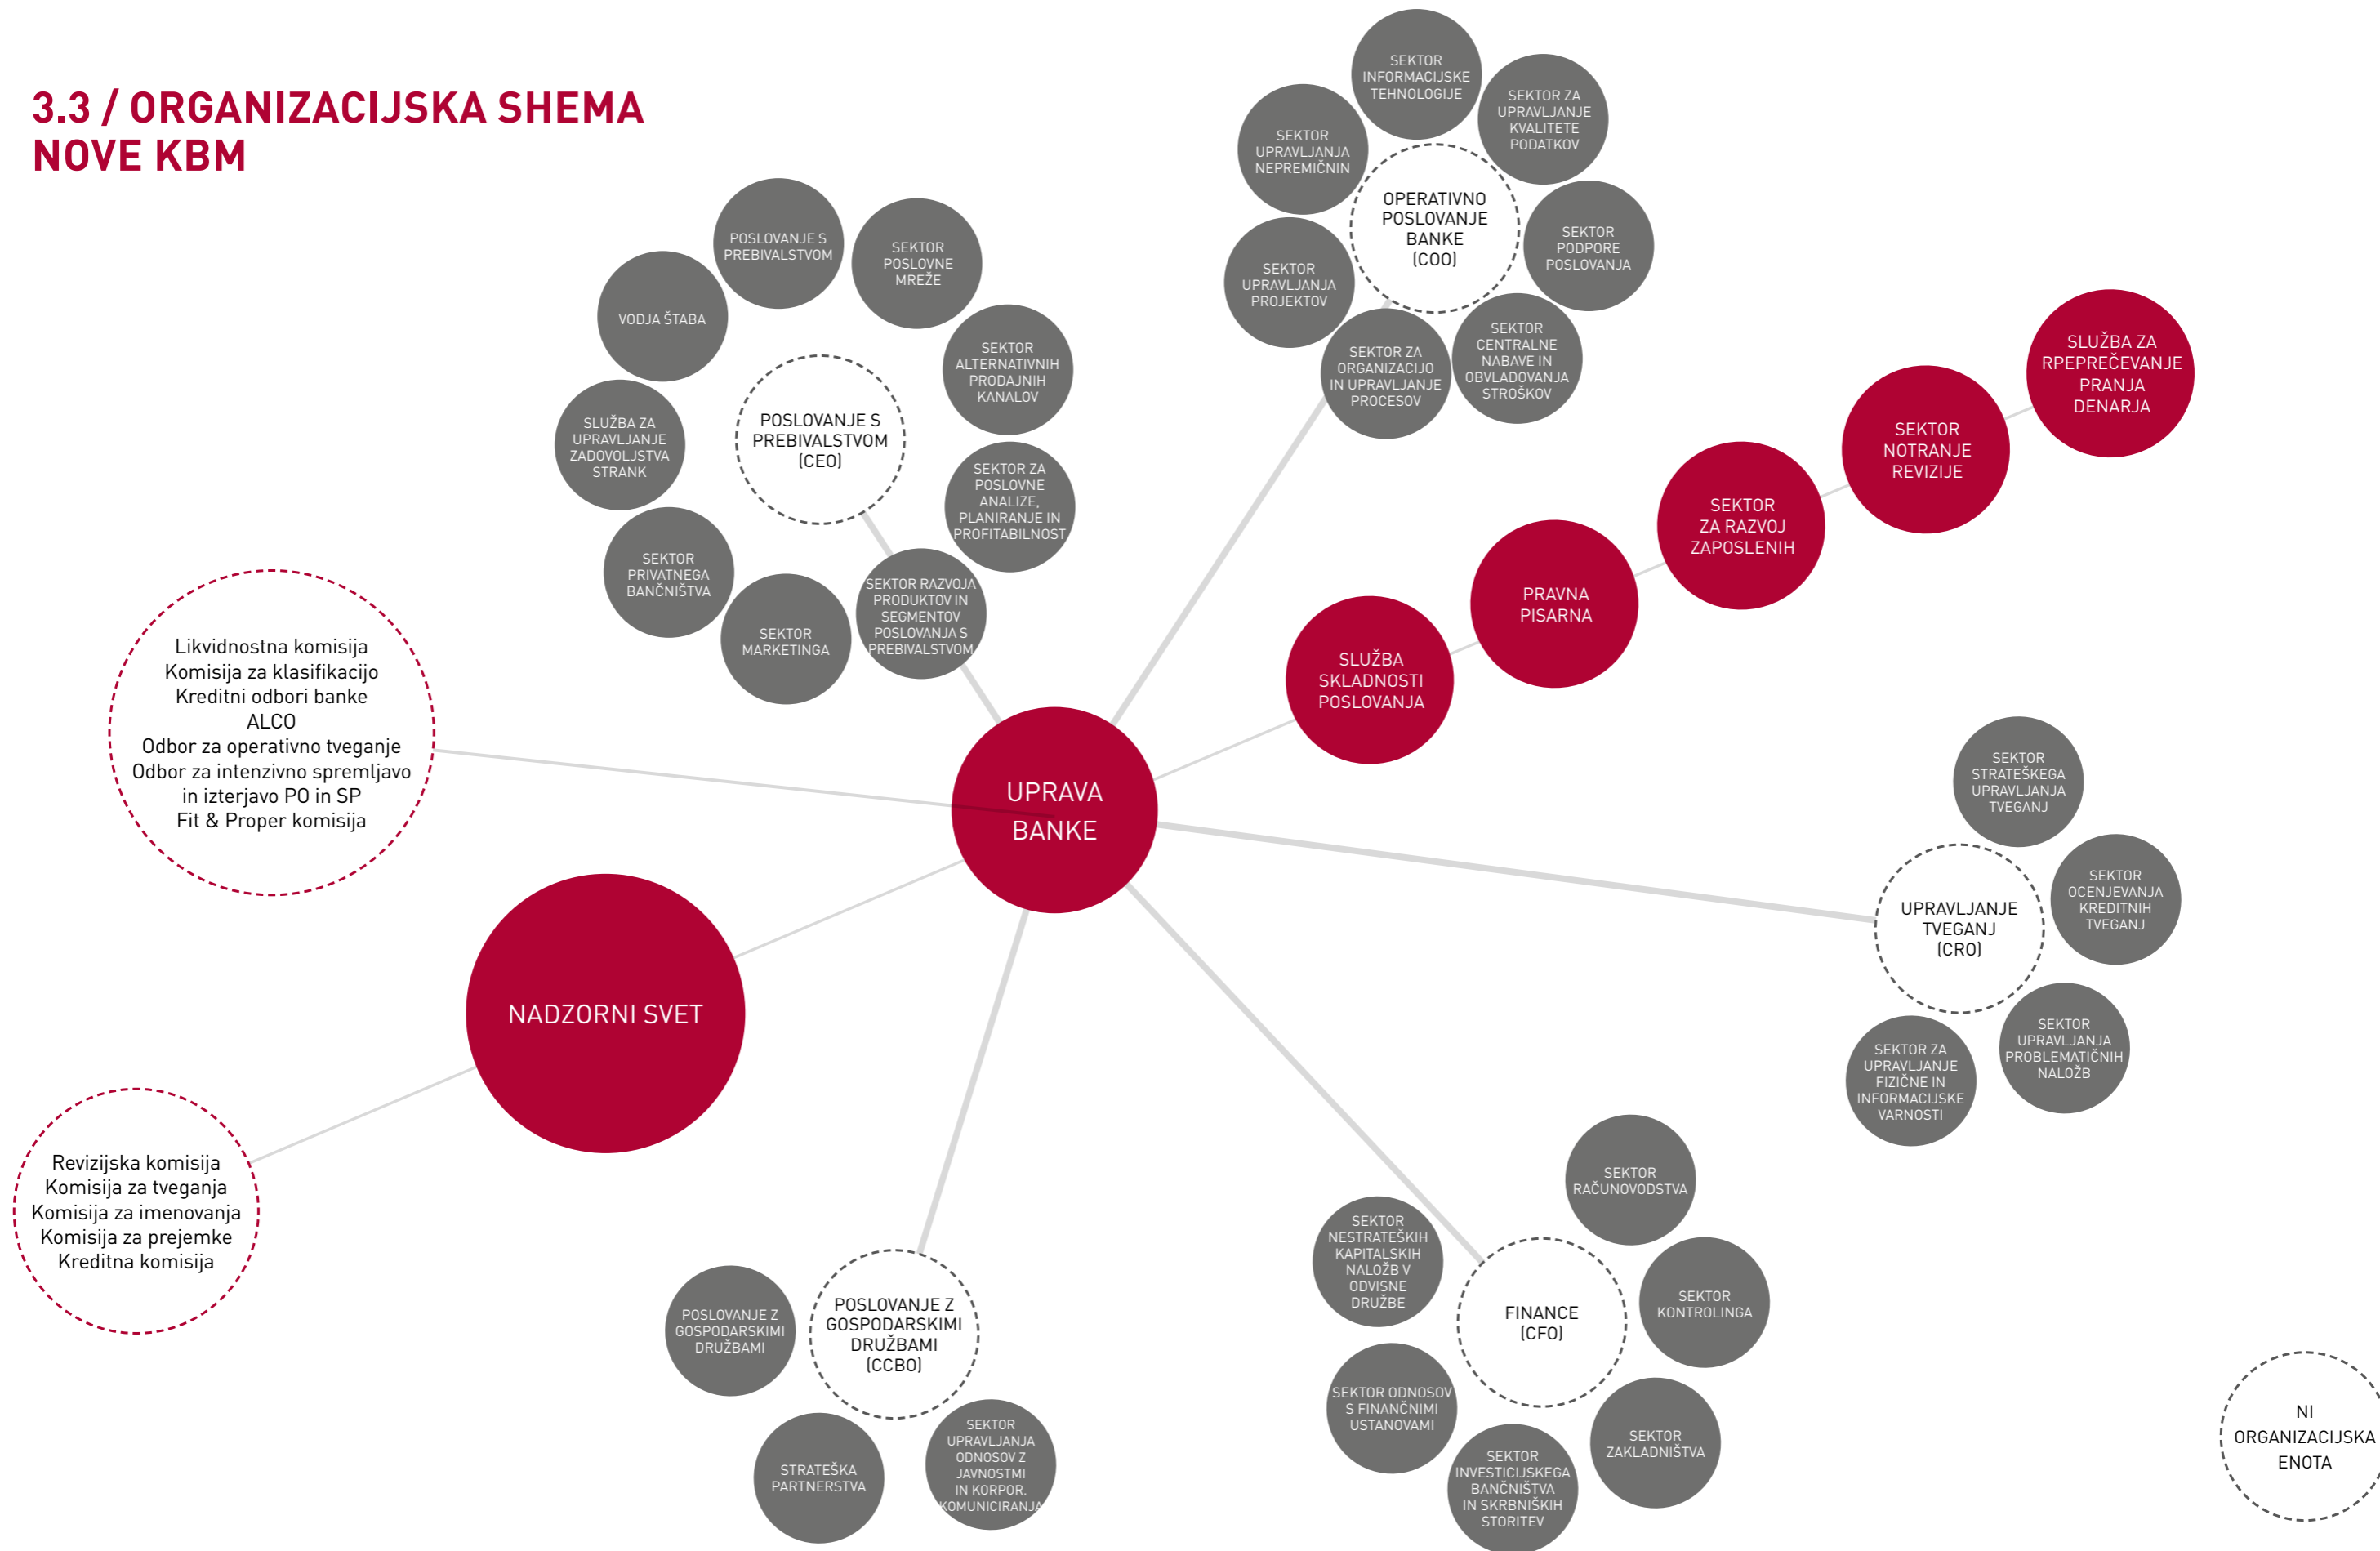 3.3 / ORGANIZACIJSKA SHEMA
NOVE KBM
SEKTOR
INFORMACIJSKE
TEHNOLOGIJE
SEKTOR ZA
UPRAVLJANJE
KVALITETE
PODATKOV
SEKTOR
UPRAVLJANJA
NEPREMIČNIN
OPERATIVNO
POSLOVANJE
BANKE
(COO)
SEKTOR
PODPORE
POSLOVANJA
SEKTOR
UPRAVLJANJA
PROJEKTOV
SEKTOR ZA
ORGANIZACIJO
IN UPRAVLJANJE
PROCESOV
SEKTOR
CENTRALNE
NABAVE IN
OBVLADOVANJA
STROŠKOV
POSLOVANJE S
PREBIVALSTVOM
SEKTOR
POSLOVNE
MREŽE
VODJA ŠTABA
SEKTOR
ALTERNATIVNIH
PRODAJNIH
KANALOV
POSLOVANJE S
PREBIVALSTVOM
(CEO)
SLUŽBA ZA
UPRAVLJANJE
ZADOVOLJSTVA
STRANK
SEKTOR ZA
POSLOVNE
ANALIZE,
PLANIRANJE IN
PROFITABILNOST
SEKTOR
PRIVATNEGA
BANČNIŠTVA
SEKTOR
MARKETINGA
SEKTOR RAZVOJA
PRODUKTOV IN
SEGMENTOV
POSLOVANJA S
PREBIVALSTVOM
SLUŽBA ZA
RPEPREČEVANJE
PRANJA
DENARJA
SEKTOR
NOTRANJE
REVIZIJE
SEKTOR
ZA RAZVOJ
ZAPOSLENIH
PRAVNA
PISARNA
SLUŽBA
SKLADNOSTI
POSLOVANJA
Likvidnostna komisija
Komisija za klasifikacijo
Kreditni odbori banke
ALCO
Odbor za operativno tveganje
Odbor za intenzivno spremljavo
in izterjavo PO in SP
Fit & Proper komisija
UPRAVA
BANKE
SEKTOR
STRATEŠKEGA
UPRAVLJANJA
TVEGANJ
SEKTOR
OCENJEVANJA
KREDITNIH
TVEGANJ
UPRAVLJANJE
TVEGANJ
(CRO)
SEKTOR
UPRAVLJANJA
PROBLEMATIČNIH
NALOŽB
SEKTOR ZA
UPRAVLJANJE
FIZIČNE IN
INFORMACIJSKE
VARNOSTI
NADZORNI SVET
Revizijska komisija
Komisija za tveganja
Komisija za imenovanja
Komisija za prejemke
Kreditna komisija
POSLOVANJE Z
GOSPODARSKIMI
DRUŽBAMI
POSLOVANJE Z
GOSPODARSKIMI
DRUŽBAMI
(CCBO)
STRATEŠKA
PARTNERSTVA
SEKTOR
UPRAVLJANJA
ODNOSOV Z
JAVNOSTMI
IN KORPOR.
KOMUNICIRANJA
SEKTOR
RAČUNOVODSTVA
SEKTOR
NESTRATEŠKIH
KAPITALSKIH
NALOŽB V
ODVISNE
DRUŽBE
FINANCE
(CFO)
SEKTOR
KONTROLINGA
SEKTOR ODNOSOV
S FINANČNIMI
USTANOVAMI
SEKTOR
ZAKLADNIŠTVA
SEKTOR
INVESTICIJSKEGA
BANČNIŠTVA
IN SKRBNIŠKIH
STORITEV
NI
ORGANIZACIJSKA
ENOTA